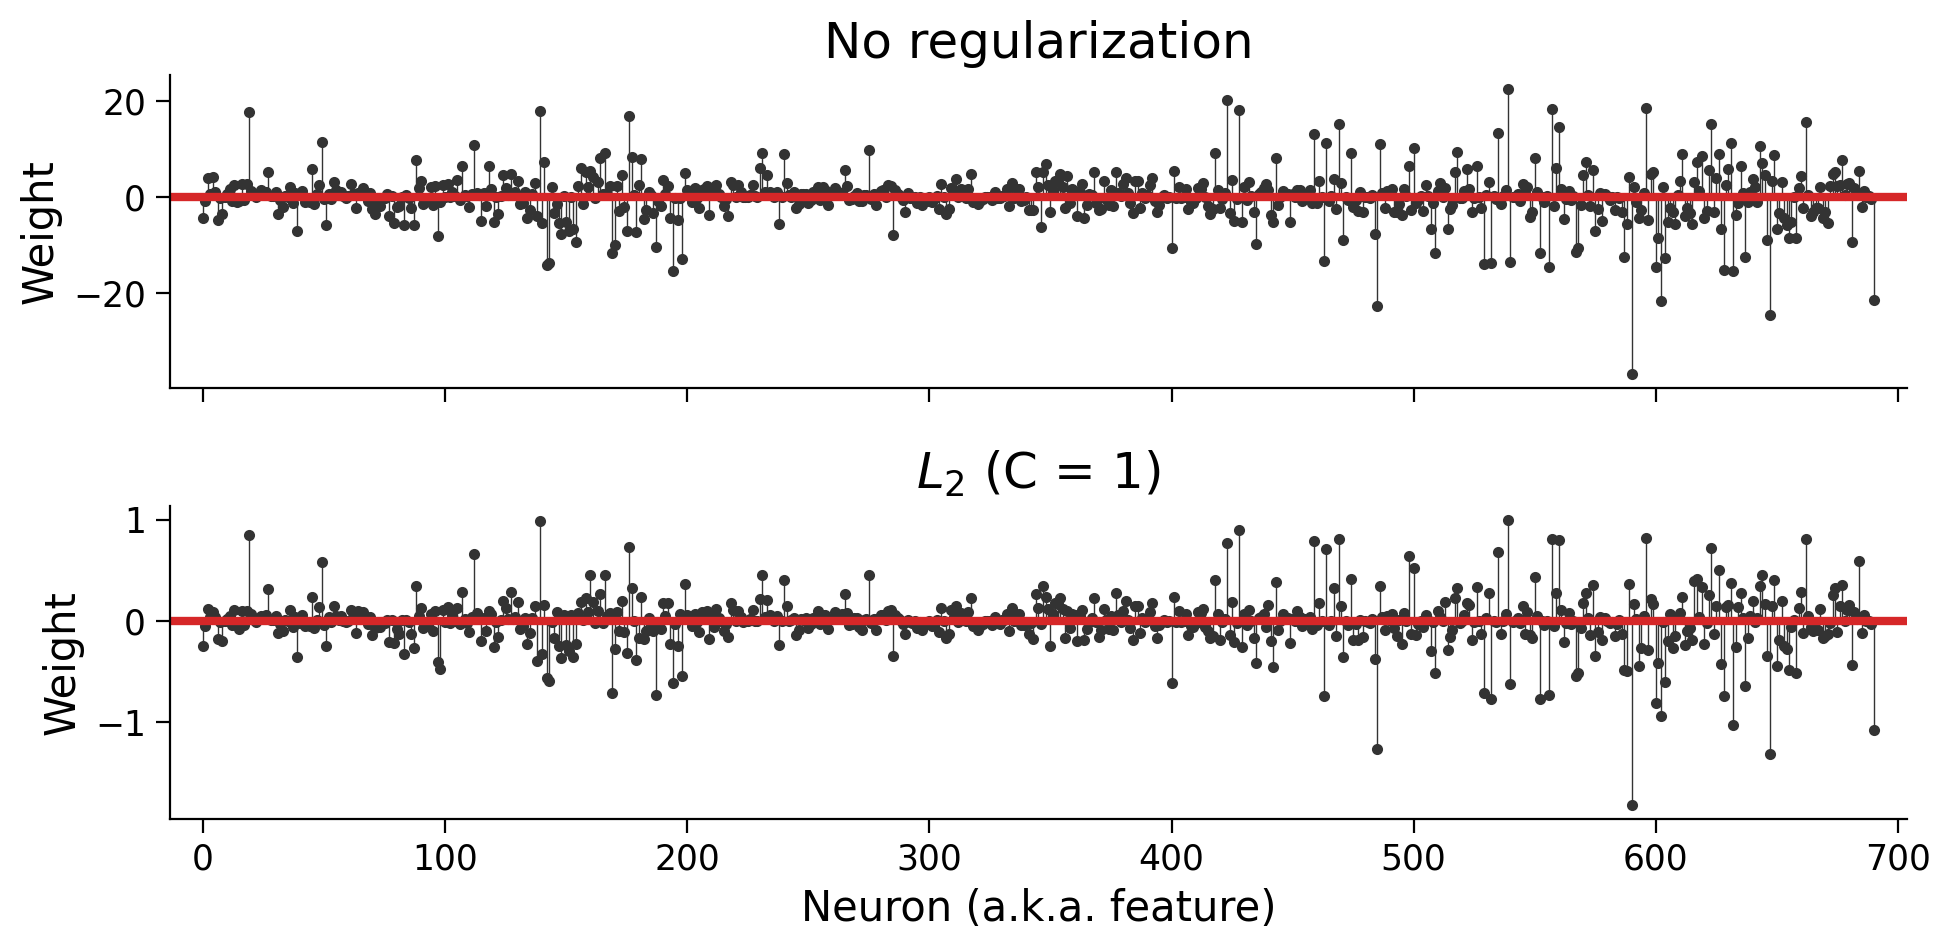 No regularization
Weight
20
0
−20
L₂ (C = 1)
Weight
1
0
−1
0 100 200 300 400 500 600 700
Neuron (a.k.a. feature)